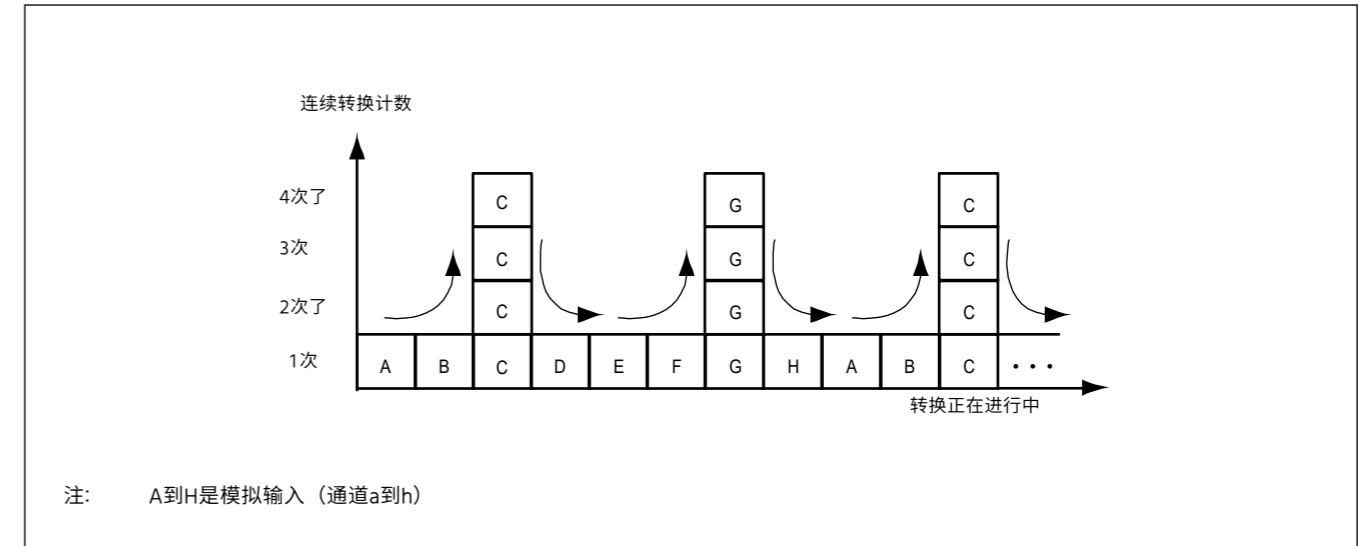 连续转换计数
4次了 C G C
3次 C G C
2次了 C G C
1次 A B C D E F G H A B C ···
转换正在进行中
注: A到H是模拟输入（通道a到h）